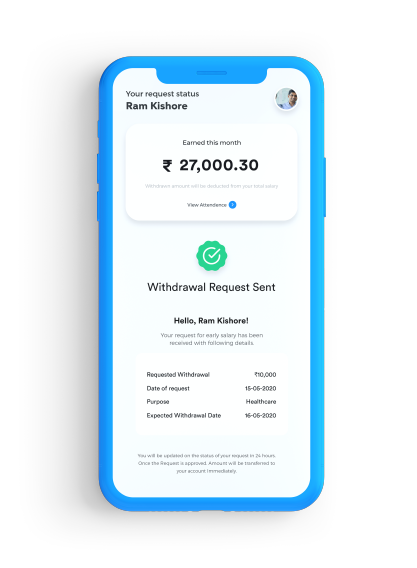 Your request status
Ram Kishore
Earned this month
₹ 27,000.30
Withdrawn amount will be deducted from your total salary
View Attendence
Withdrawal Request Sent
Hello, Ram Kishore!
Your request for early salary has been
received with following details.
Requested Withdrawal ₹10,000
Date of request 15-05-2020
Purpose Healthcare
Expected Withdrawal Date 16-05-2020
You will be updated on the status of your request in 24 hours.
Once the Request is approved. Amount will be transferred to
your account immediately.